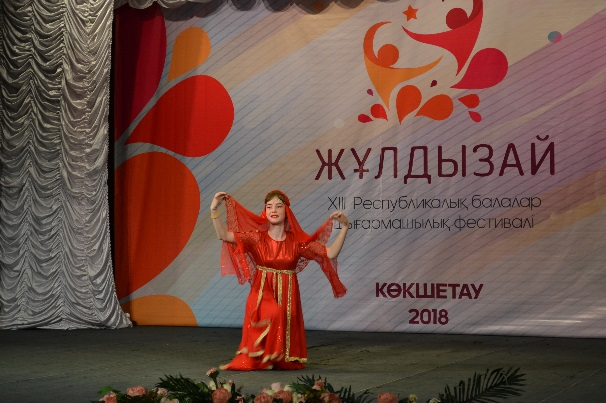 ЖҰЛДЫЗАЙ
XIII Республикалық балалар
шығармашылық фестивалі
КӨКШЕТАУ
2018